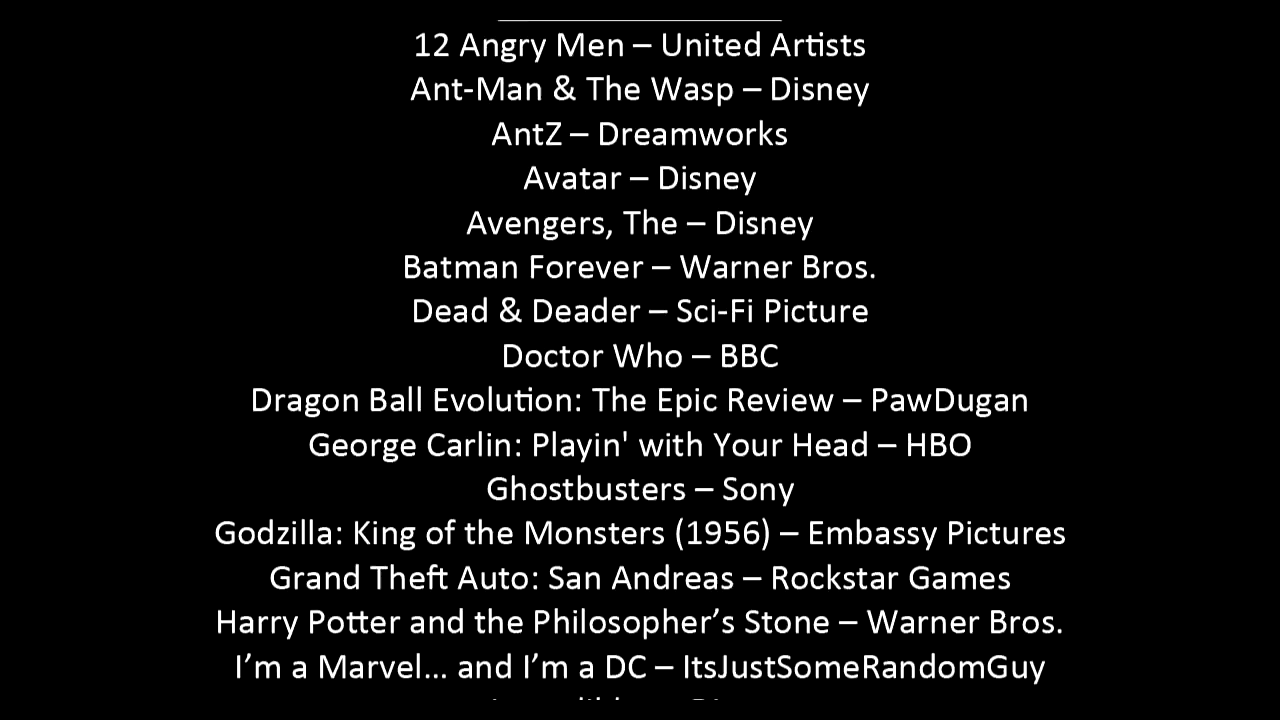 12 Angry Men – United Artists
Ant-Man & The Wasp – Disney
AntZ – Dreamworks
Avatar – Disney
Avengers, The – Disney
Batman Forever – Warner Bros.
Dead & Deader – Sci-Fi Picture
Doctor Who – BBC
Dragon Ball Evolution: The Epic Review – PawDugan
George Carlin: Playin' with Your Head – HBO
Ghostbusters – Sony
Godzilla: King of the Monsters (1956) – Embassy Pictures
Grand Theft Auto: San Andreas – Rockstar Games
Harry Potter and the Philosopher’s Stone – Warner Bros.
I’m a Marvel… and I’m a DC – ItsJustSomeRandomGuy